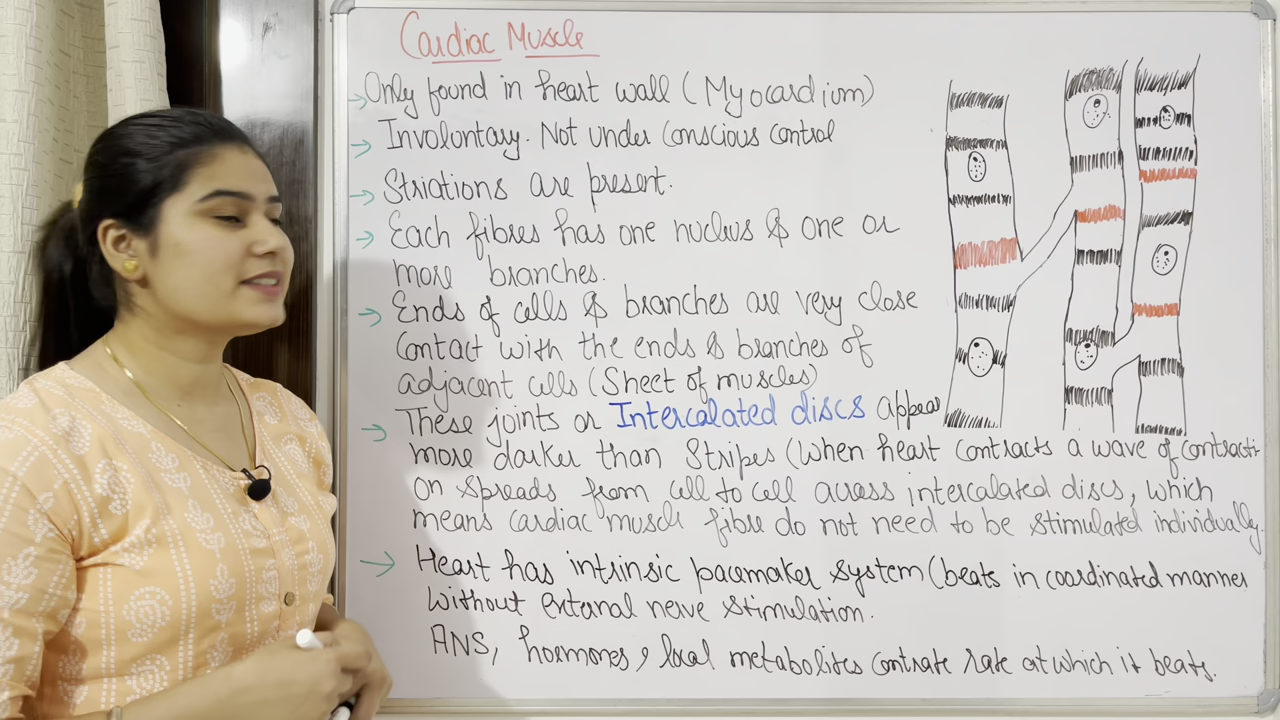 Cardiac Muscle
→ Only found in heart wall (Myocardium)
→ Involuntary. Not under conscious control
→ Striations are present.
→ Each fibres has one nucleus & one or
more branches.
→ Ends of cells & branches are very close
contact with the ends & branches of
adjacent cells (Sheet of muscles)
→ These joints or Intercalated discs appear
more darker than Stripes (when heart contracts a wave of contracti
on spreads from cell to cell across intercalated discs, which
means cardiac muscle fibre do not need to be stimulated individually.
→ Heart has intrinsic pacemaker system (beats in coordinated manner
without external nerve stimulation.
ANS, hormones, local metabolites rate at which it beats.